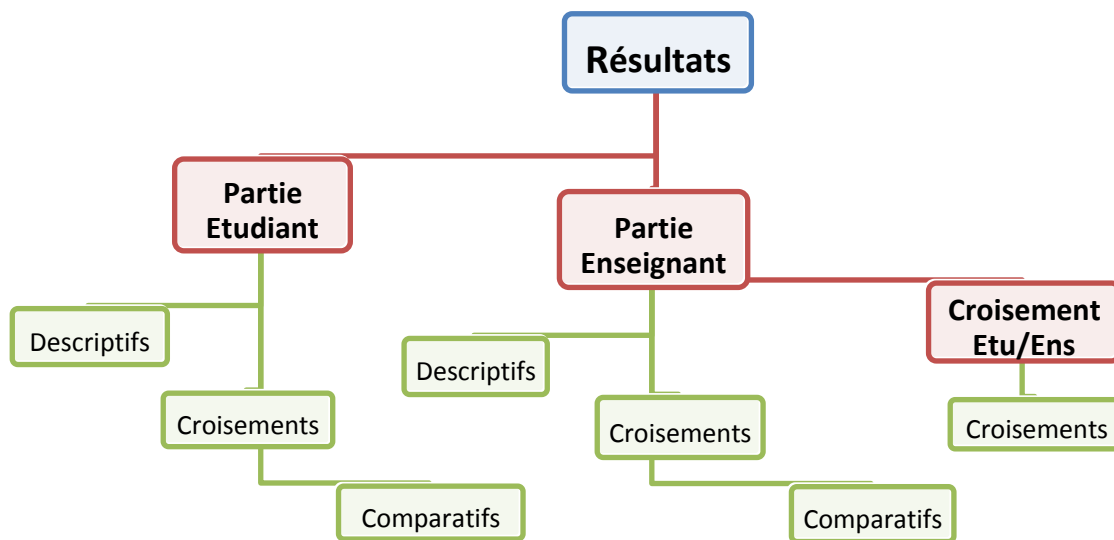 Résultats
Partie
Etudiant
Partie
Enseignant
Croisement
Etu/Ens
Descriptifs
Descriptifs
Croisements
Croisements
Croisements
Comparatifs
Comparatifs